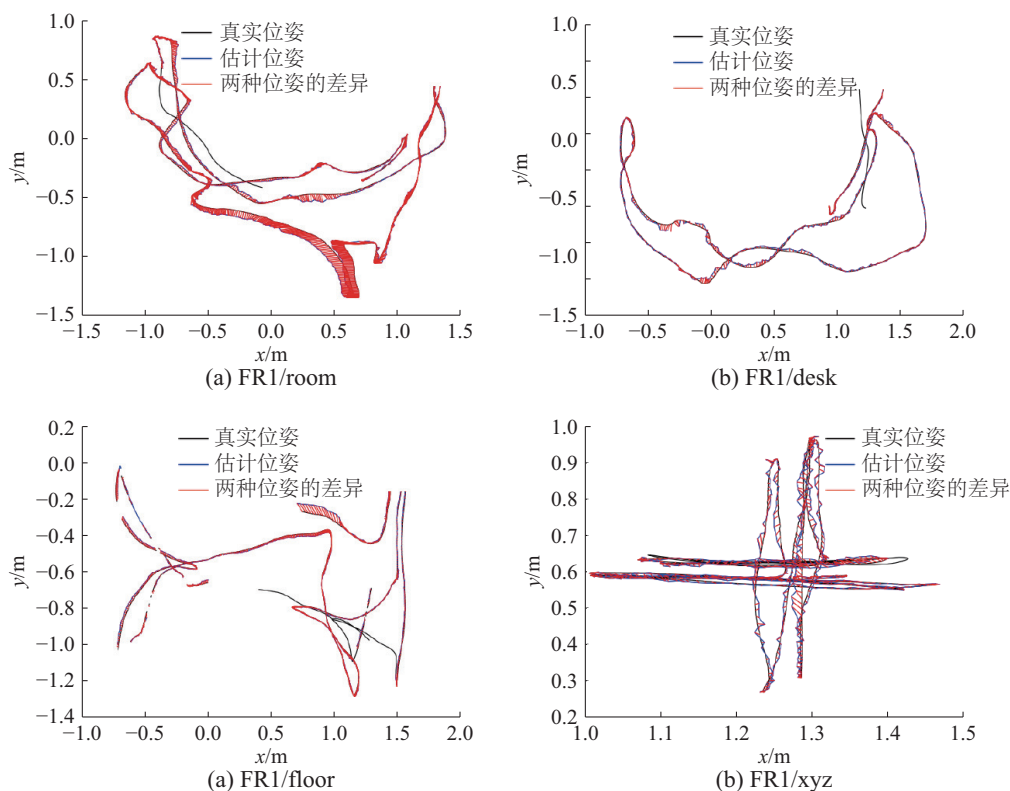 1.0
真实位姿
估计位姿
两种位姿的差异
0.5
0.0
−0.5
−1.0
−1.5
y/m
−1.0 −0.5 0.0 0.5 1.0 1.5
x/m
(a) FR1/room
1.0
真实位姿
估计位姿
两种位姿的差异
0.5
0.0
−0.5
−1.0
−1.5
y/m
−1.0 −0.5 −0.0 0.5 1.0 1.5 2.0
x/m
(b) FR1/desk
0.2
真实位姿
估计位姿
两种位姿的差异
0.0
−0.2
−0.4
−0.6
−0.8
−1.0
−1.2
−1.4
y/m
−1.0 −0.5 0.0 0.5 1.0 1.5 2.0
x/m
(a) FR1/floor
1.0
真实位姿
估计位姿
两种位姿的差异
0.9
0.8
0.7
0.6
0.5
0.4
0.3
0.2
y/m
1.0 1.1 1.2 1.3 1.4 1.5
x/m
(b) FR1/xyz